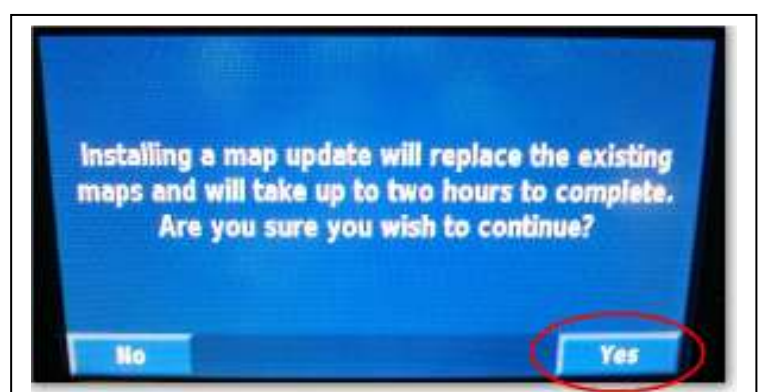 Installing a map update will replace the existing
maps and will take up to two hours to complete.
Are you sure you wish to continue?
No
Yes